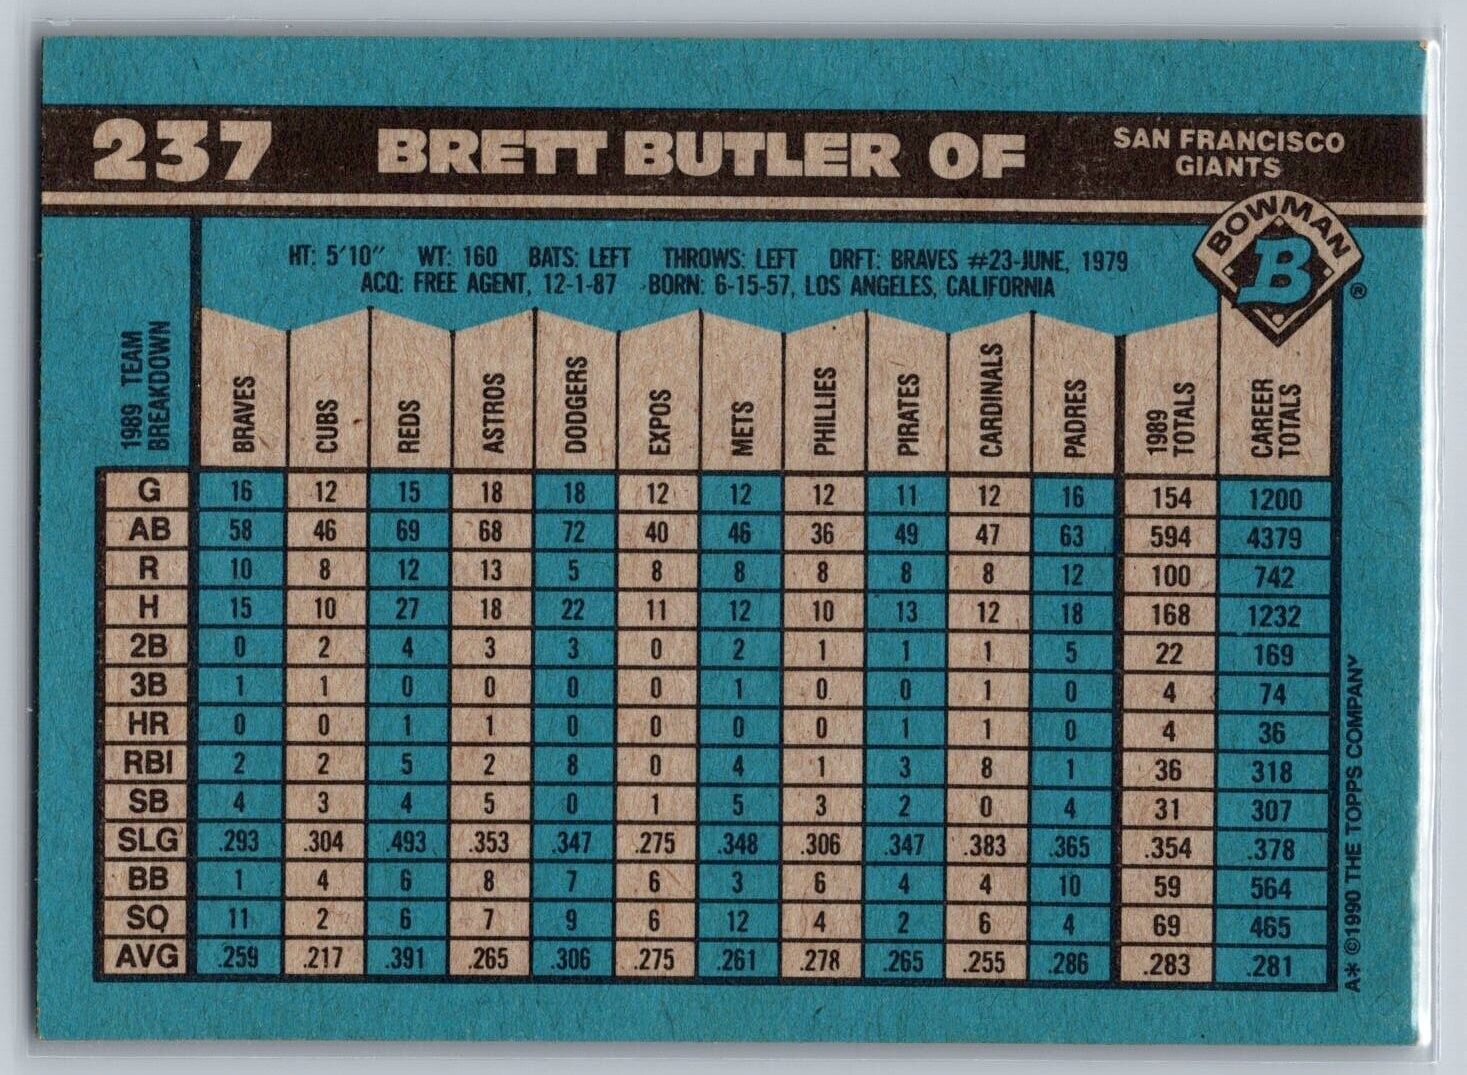 237 BRETT BUTLER OF SAN FRANCISCO
GIANTS
BOWMAN
B
®
HT: 5'10" WT: 160 BATS: LEFT THROWS: LEFT DRFT: BRAVES #23-JUNE, 1979
ACQ: FREE AGENT, 12-1-87 BORN: 6-15-57, LOS ANGELES, CALIFORNIA
1989 TEAM BREAKDOWN BRAVES CUBS REDS ASTROS DODGERS EXPOS METS PHILLIES PIRATES CARDINALS PADRES 1989 TOTALS CAREER TOTALS
G 16 12 15 18 18 12 12 12 11 12 16 154 1200
AB 58 46 69 68 72 40 46 36 49 47 63 594 4379
R 10 8 12 13 5 8 8 8 8 8 12 100 742
H 15 10 27 18 22 11 12 10 13 12 18 168 1232
2B 0 2 4 3 3 0 2 1 1 1 5 22 169
3B 1 1 0 0 0 0 1 0 0 1 0 4 74
HR 0 0 1 1 0 0 0 0 1 1 0 4 36
RBI 2 2 5 2 8 0 4 1 3 8 1 36 318
SB 4 3 4 5 0 1 5 3 2 0 4 31 307
SLG .293 .304 .493 .353 .347 .275 .348 .306 .347 .383 .365 .354 .378
BB 1 4 6 8 7 6 3 6 4 4 10 59 564
SO 11 2 6 7 9 6 12 4 2 6 4 69 465
AVG .259 .217 .391 .265 .306 .275 .261 .278 .265 .255 .286 .283 .281
A* ©1990 THE TOPPS COMPANY